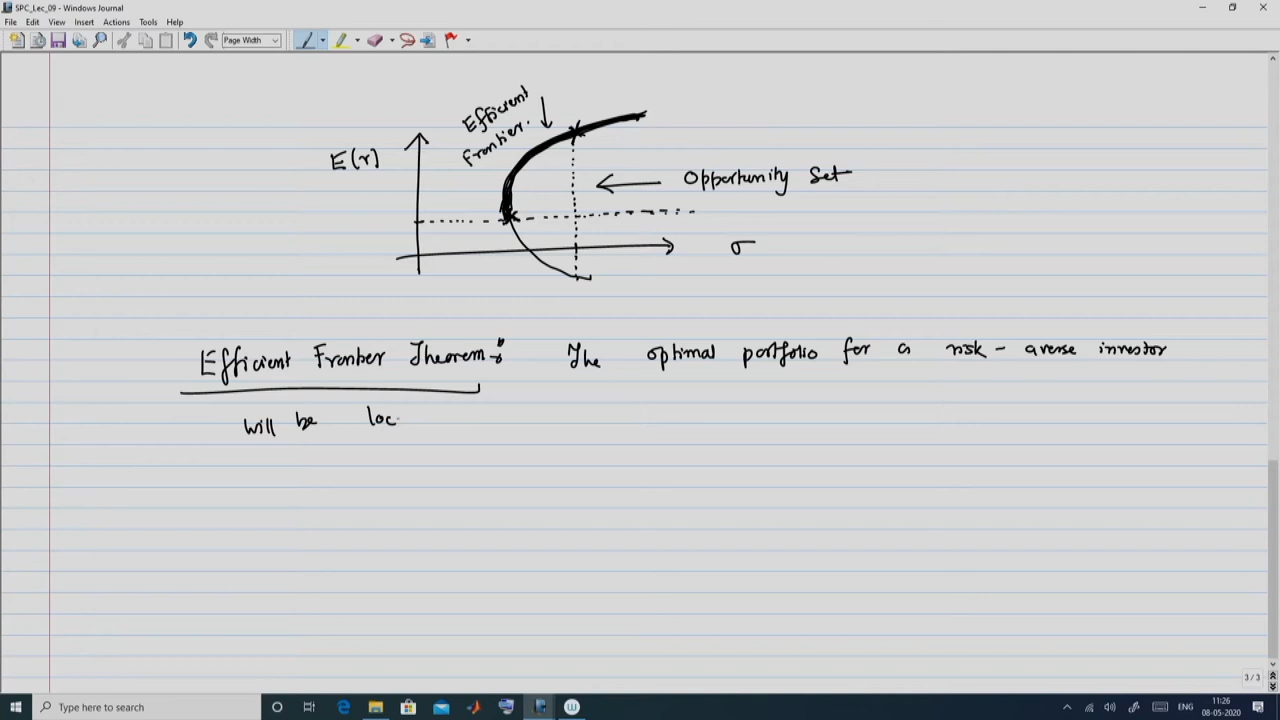 SPC_Lec_09 - Windows Journal
File Edit View Insert Actions Tools Help
Page Width
Efficient
Frontier.
E(r)
Opportunity Set
σ
Efficient Frontier Theorem : The optimal portfolio for a risk - averse investor
will be loc
3 / 3
Type here to search
ENG
11:26
08-05-2020